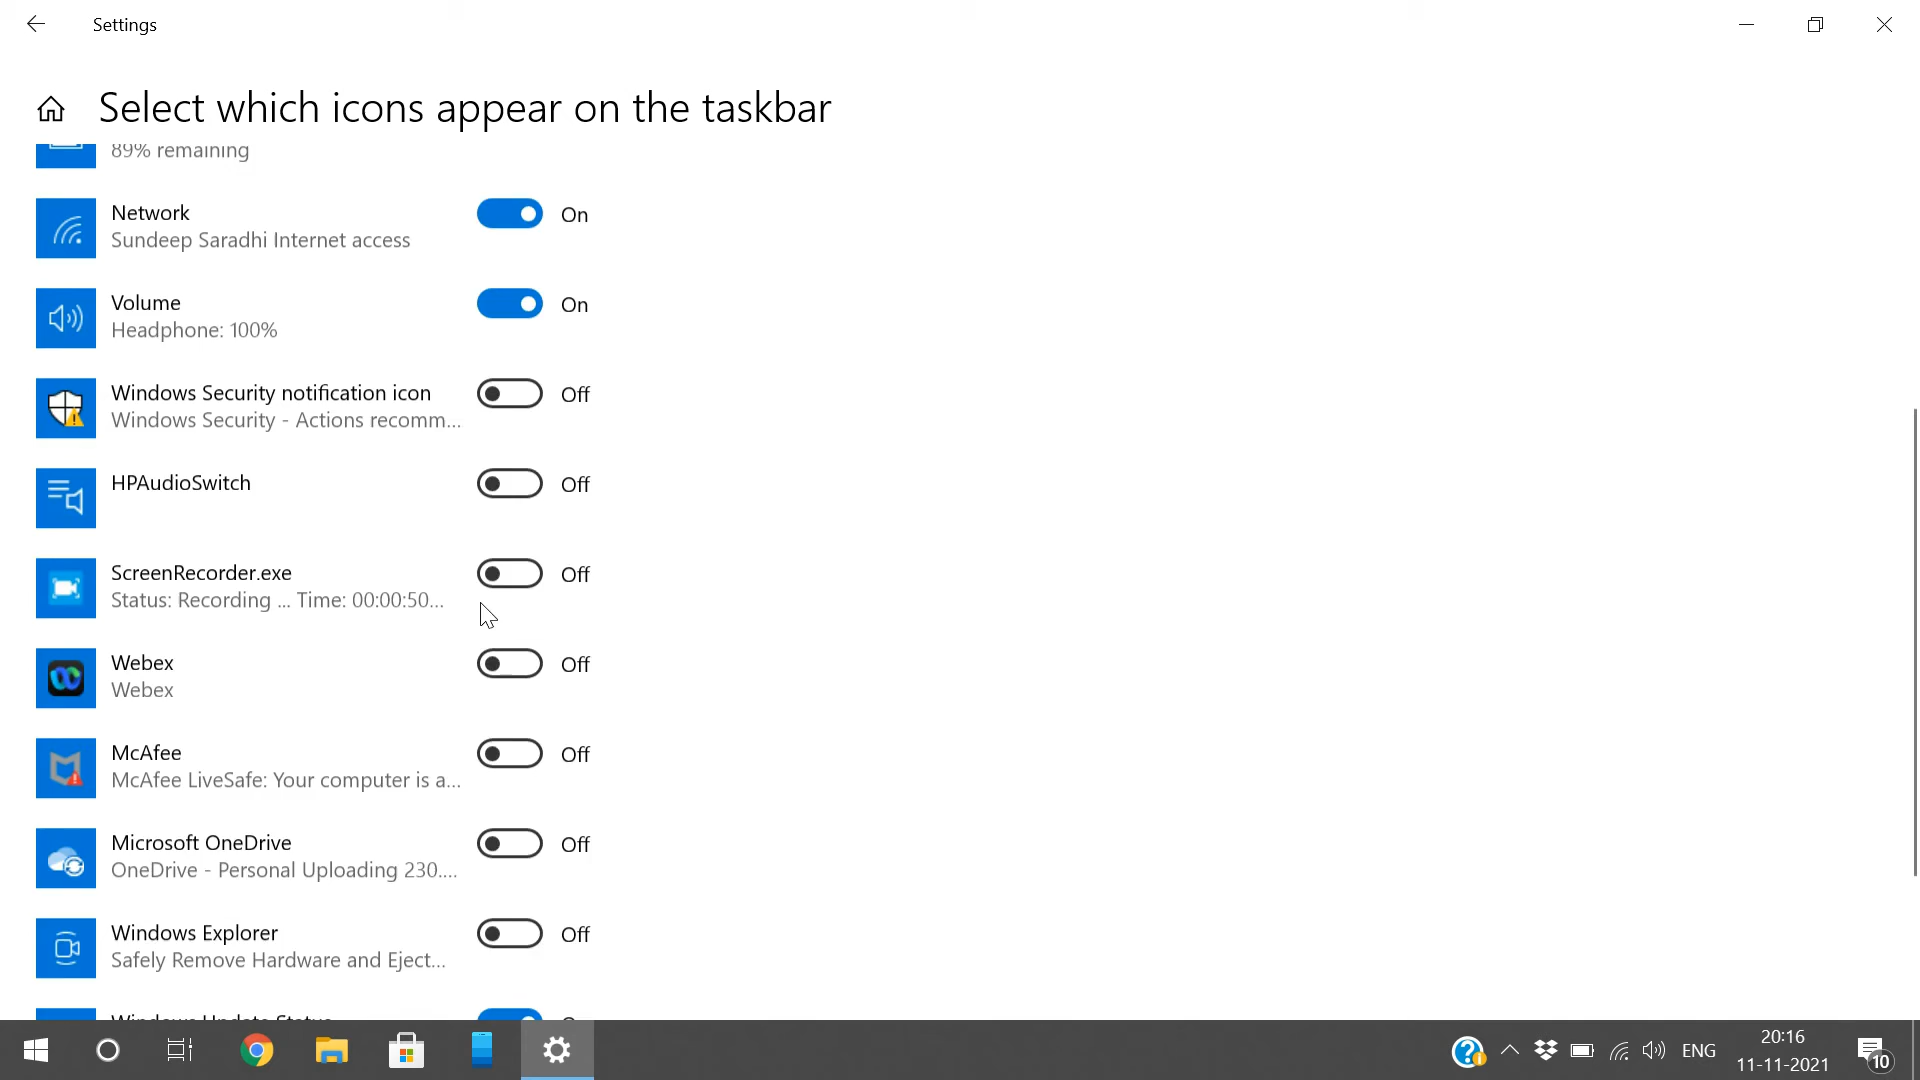 Settings
Select which icons appear on the taskbar
89% remaining
Network
On
Sundeep Saradhi Internet access
Volume
On
Headphone: 100%
Windows Security notification icon
Off
Windows Security - Actions recomm...
HPAudioSwitch
Off
ScreenRecorder.exe
Off
Status: Recording ... Time: 00:00:50...
Webex
Off
Webex
McAfee
Off
McAfee LiveSafe: Your computer is a...
Microsoft OneDrive
Off
OneDrive - Personal Uploading 230....
Windows Explorer
Off
Safely Remove Hardware and Eject...
Windows Update Status
ENG
20:16
11-11-2021
10